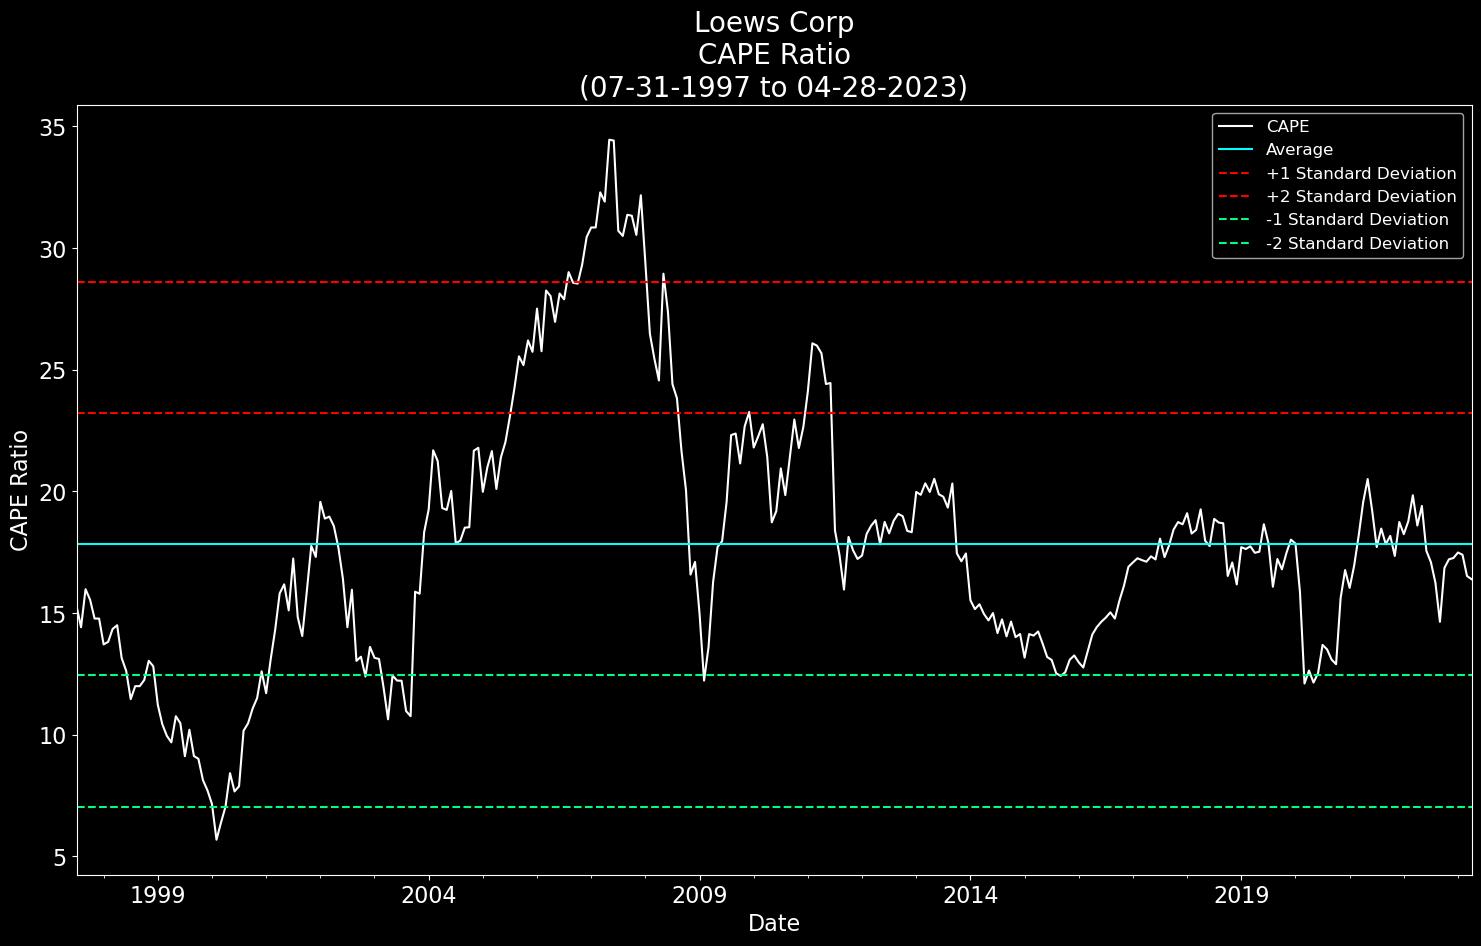 Loews Corp
CAPE Ratio
(07-31-1997 to 04-28-2023)
CAPE
Average
+1 Standard Deviation
+2 Standard Deviation
-1 Standard Deviation
-2 Standard Deviation
CAPE Ratio
35
30
25
20
15
10
5
1999
2004
2009
2014
2019
Date